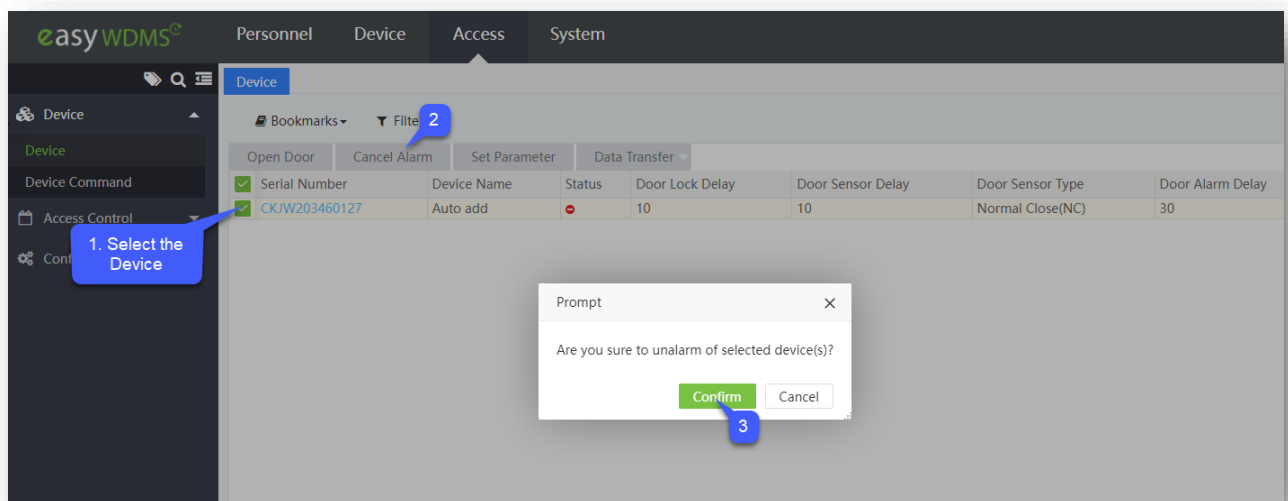 easy WDMS
Personnel Device Access System
Device
Device
Bookmarks Filte
2
Device
Open Door Cancel Alarm Set Parameter Data Transfer
Device Command
Serial Number Device Name Status Door Lock Delay Door Sensor Delay Door Sensor Type Door Alarm Delay
CKJW203460127 Auto add 10 10 Normal Close(NC) 30
Access Control
1. Select the
Device
Conf
Prompt
Are you sure to unalarm of selected device(s)?
Confirm Cancel
3